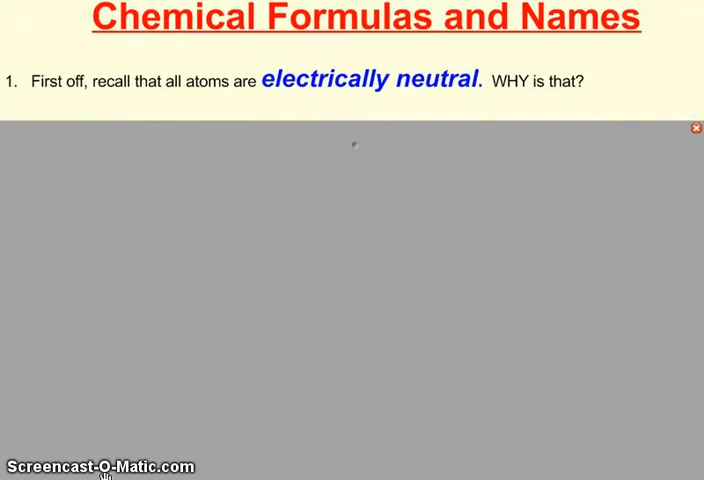 Chemical Formulas and Names
1. First off, recall that all atoms are electrically neutral. WHY is that?
Screencast-O-Matic.com